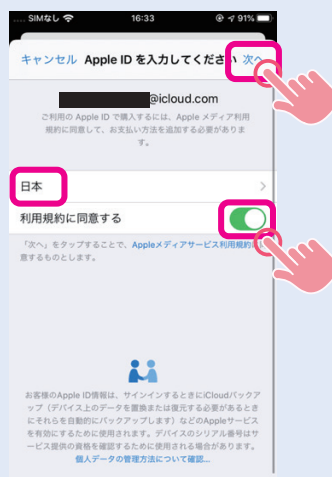 SIMなし 16:33 91%
キャンセル Apple ID を入力してください 次へ
@icloud.com
ご利用の Apple ID で購入するには、Apple メディア利用
規約に同意して、お支払い方法を追加する必要がありま
す。
日本
利用規約に同意する
「次へ」をタップすることで、Appleメディアサービス利用規約に
意するものとします。
お客様のApple ID情報は、サインインするときにiCloudバックア
ップ（デバイス上のデータを置換または復元する必要があるとき
にそれらを自動的にバックアップします）などのAppleサービス
を有効にするために使用されます。デバイスのシリアル番号はサ
ービス提供の資格を確認するために使用される場合があります。
個人データの管理方法について確認...